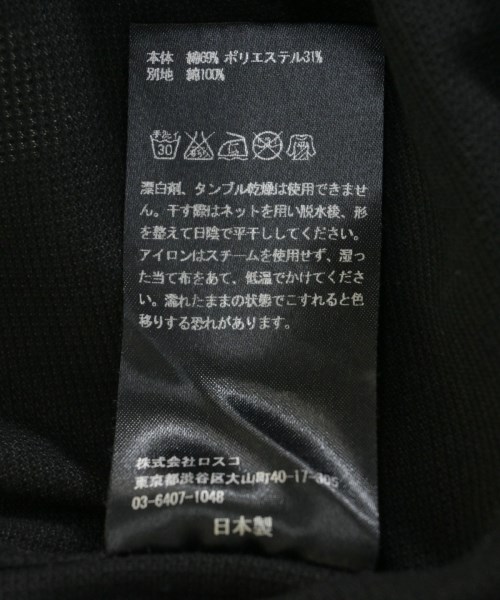 本体 綿69% ポリエステル31%
別地 綿100%
手洗イ
30
漂白剤、タンブル乾燥は使用できませ
ん。干す際はネットを用い脱水後、形
を整えて日陰で平干ししてください。
アイロンはスチームを使用せず、湿っ
た当て布をあて、低温でかけてくださ
い。濡れたままの状態でこすれると色
移りする恐れがあります。
株式会社ロスコ
東京都渋谷区大山町40-17-305
03-6407-1048
日本製